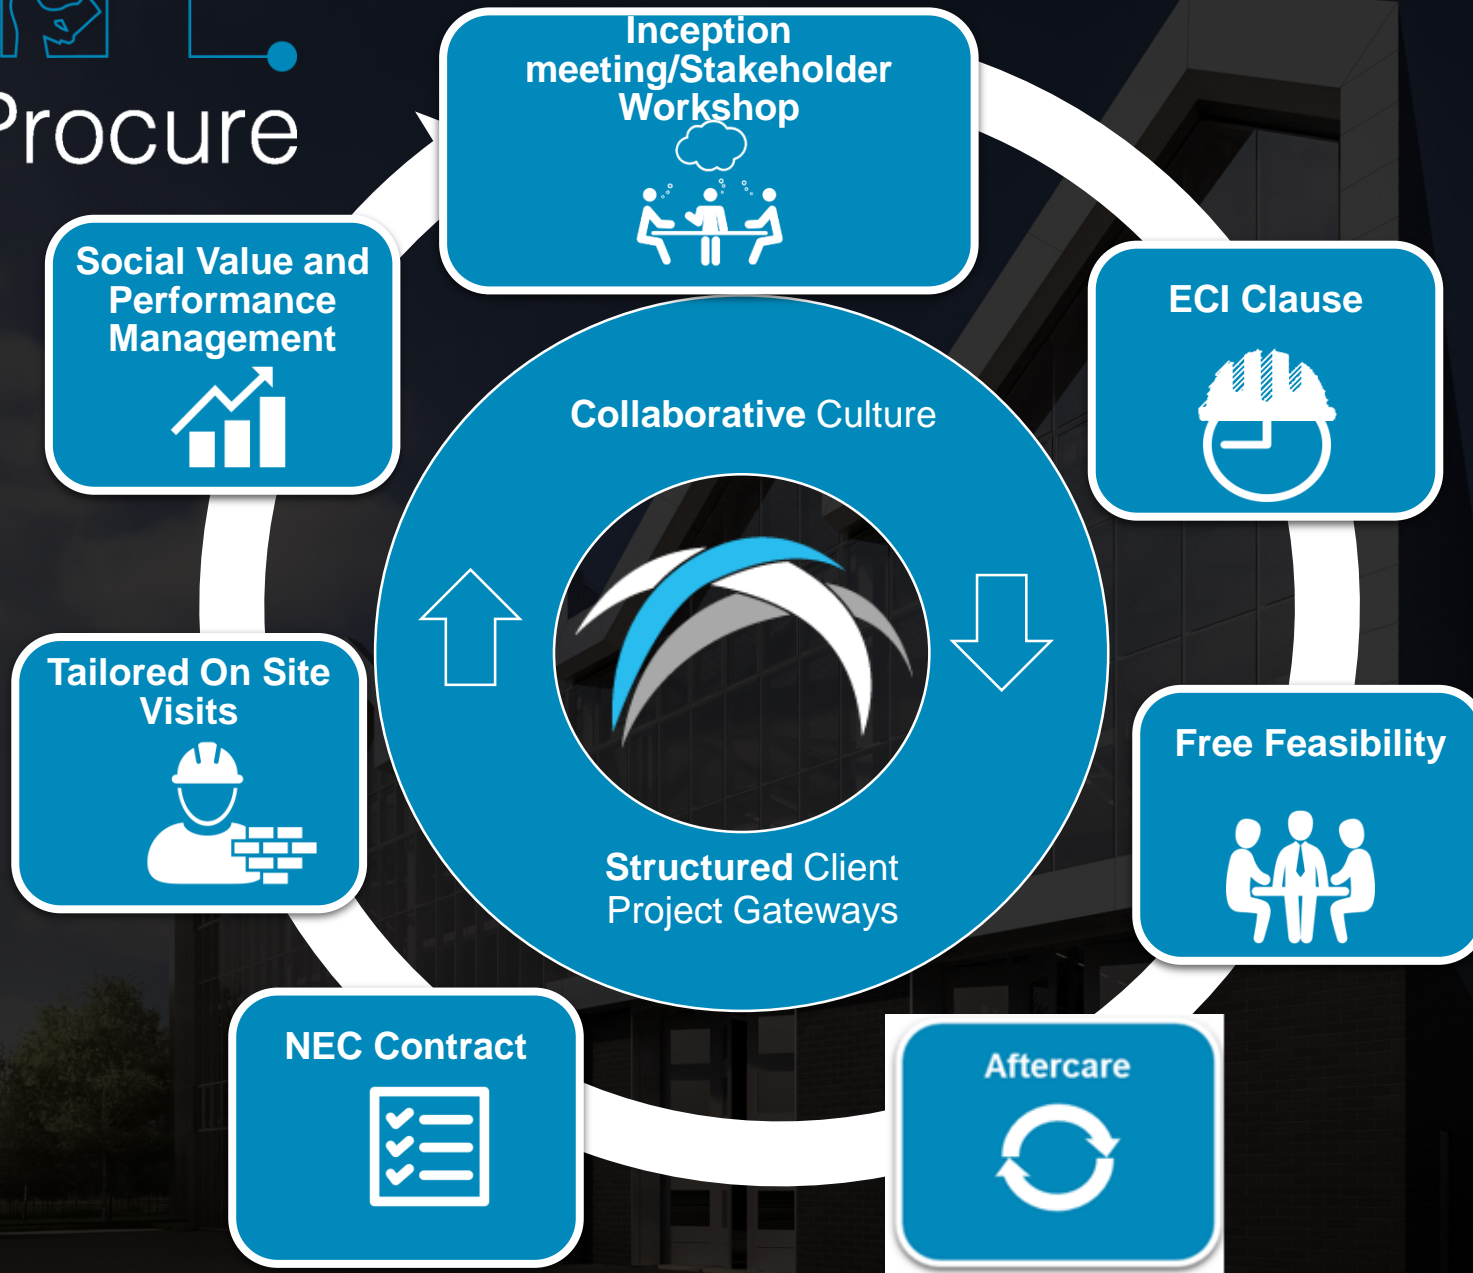 Procure
Inception
meeting/Stakeholder
Workshop
Social Value and
Performance
Management
ECI Clause
Collaborative Culture
Tailored On Site
Visits
Free Feasibility
Structured Client
Project Gateways
NEC Contract
Aftercare